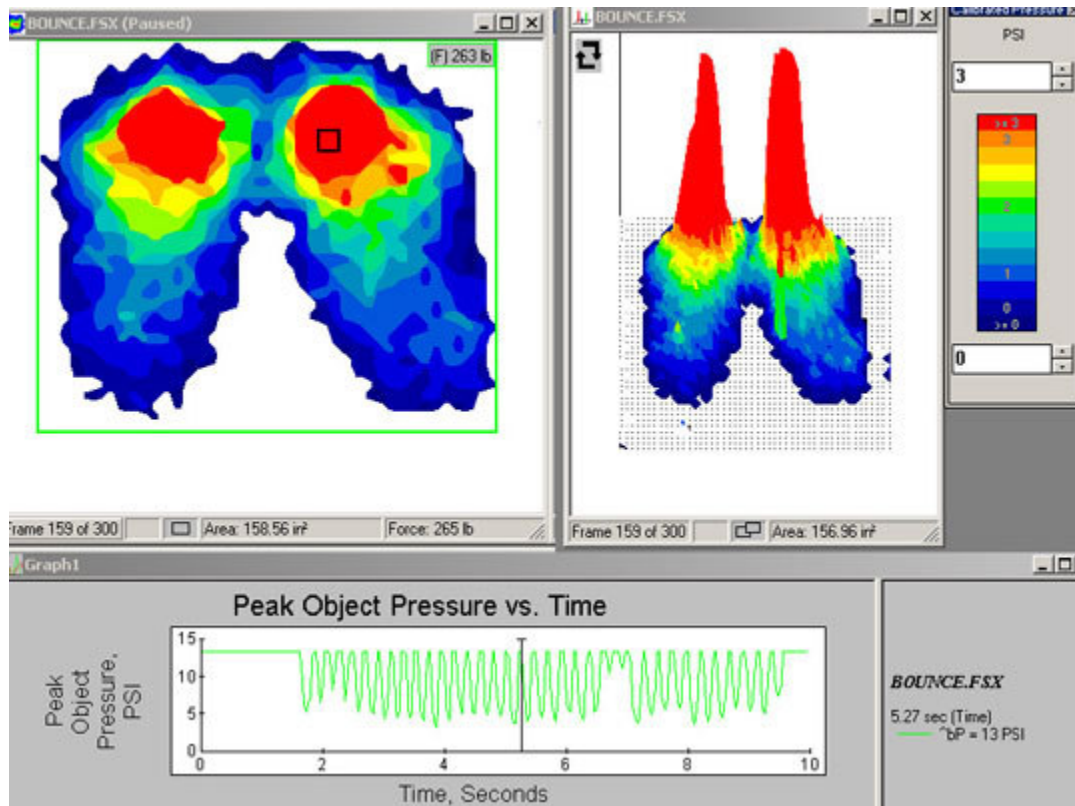 BOUNCE.FSX (Paused)
(F) 263 lb
Frame 159 of 300
Area: 158.56 in²
Force: 265 lb
BOUNCE.FSX
Frame 159 of 300
Area: 156.96 in²
Calibrated Pressure
PSI
3
>= 3
3
2
1
0
>= 0
0
Graph1
Peak Object Pressure vs. Time
Peak
Object
Pressure,
PSI
15
10
5
0
0
2
4
6
8
10
Time, Seconds
BOUNCE.FSX
5.27 sec (Time)
^bP = 13 PSI